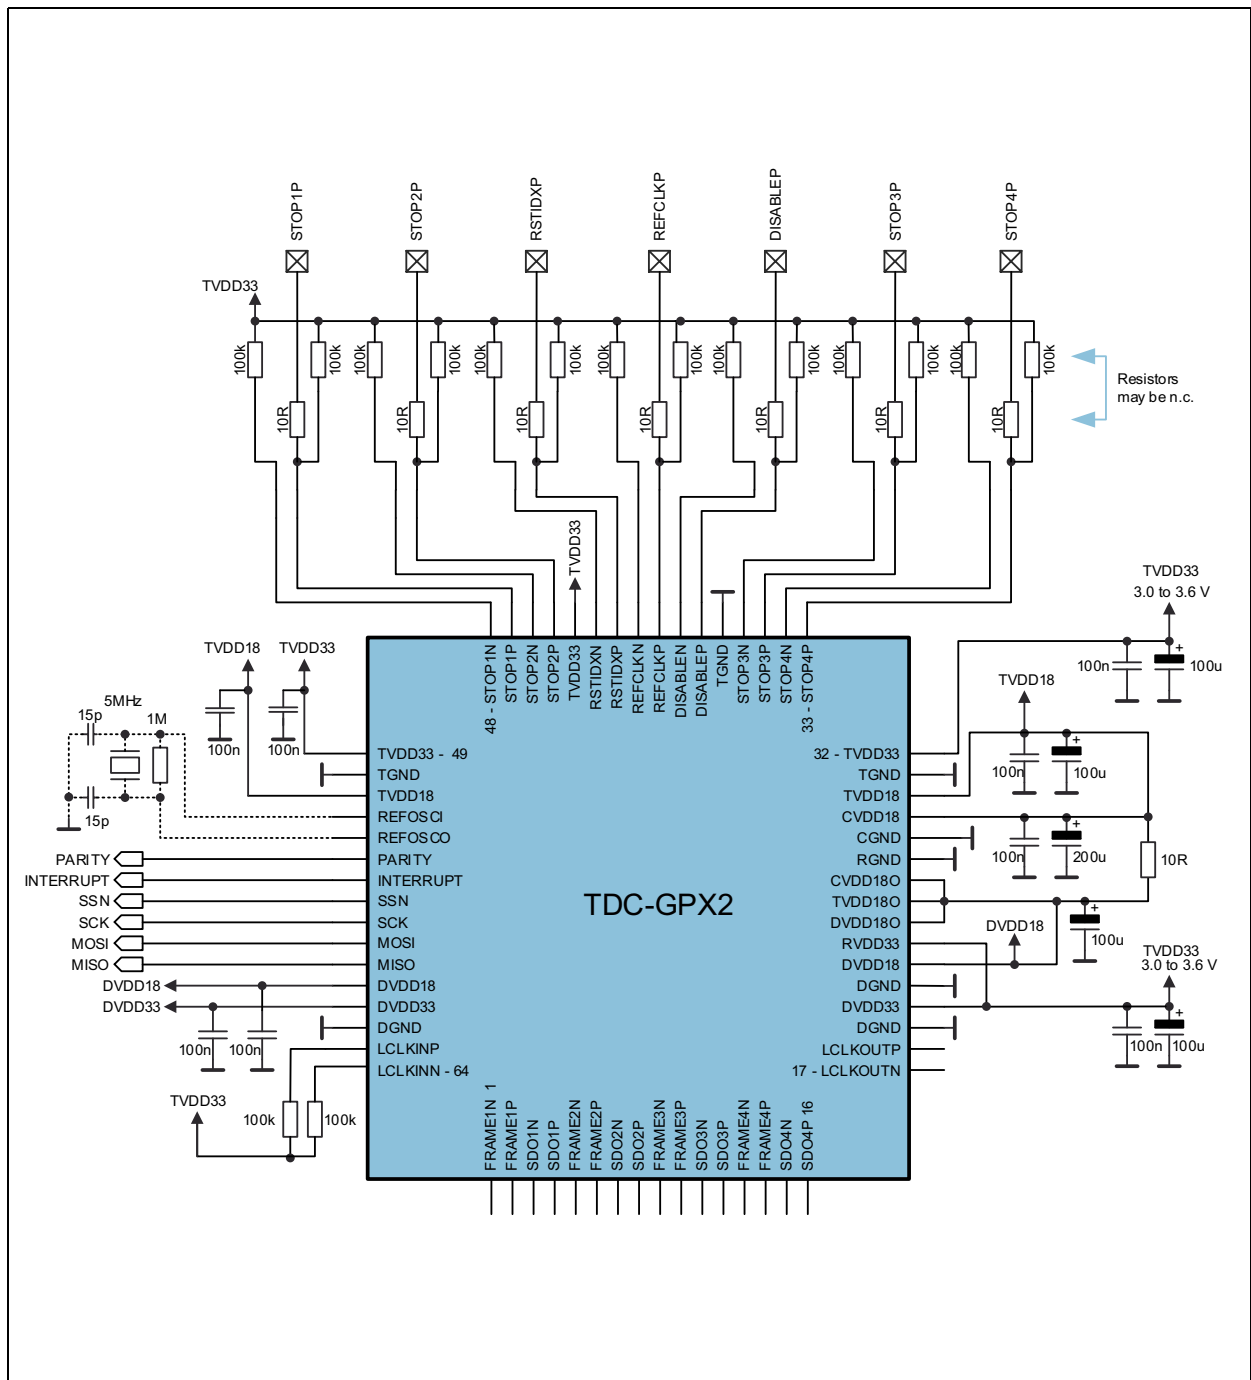 STOP1P
STOP2P
RSTIDXP
REFCLKP
DISABLEP
STOP3P
STOP4P
TVDD33
100k
100k
100k
100k
100k
100k
100k
100k
100k
100k
100k
100k
100k
100k
10R
10R
10R
10R
10R
10R
10R
Resistors
may be n.c.
TVDD33
TVDD33
3.0 to 3.6 V
100n
100u
48 - STOP1N
STOP1P
STOP2N
STOP2P
TVDD33
RSTIDXN
RSTIDXP
REFCLKN
REFCLKP
DISABLEN
DISABLEP
TGND
STOP3N
STOP3P
STOP4N
33 - STOP4P
TVDD18
TVDD33
100n
100n
5MHz
15p
1M
15p
TVDD33 - 49
TGND
TVDD18
REFOSCI
REFOSCO
PARITY
INTERRUPT
SSN
SCK
MOSI
MISO
DVDD18
DVDD33
DGND
LCLKINP
LCLKINN - 64
PARITY
INTERRUPT
SSN
SCK
MOSI
MISO
DVDD18
DVDD33
100n
100n
TVDD33
100k
100k
TDC-GPX2
32 - TVDD33
TGND
TVDD18
CVDD18
CGND
RGND
CVDD18O
TVDD18O
DVDD18O
RVDD33
DVDD18
DGND
DVDD33
DGND
LCLKOUTP
17 - LCLKOUTN
TVDD18
100n
100u
100n
200u
10R
DVDD18
100u
TVDD33
3.0 to 3.6 V
100n
100u
FRAME1N 1
FRAME1P
SDO1N
SDO1P
FRAME2N
FRAME2P
SDO2N
SDO2P
FRAME3N
FRAME3P
SDO3N
SDO3P
FRAME4N
FRAME4P
SDO4N
SDO4P 16